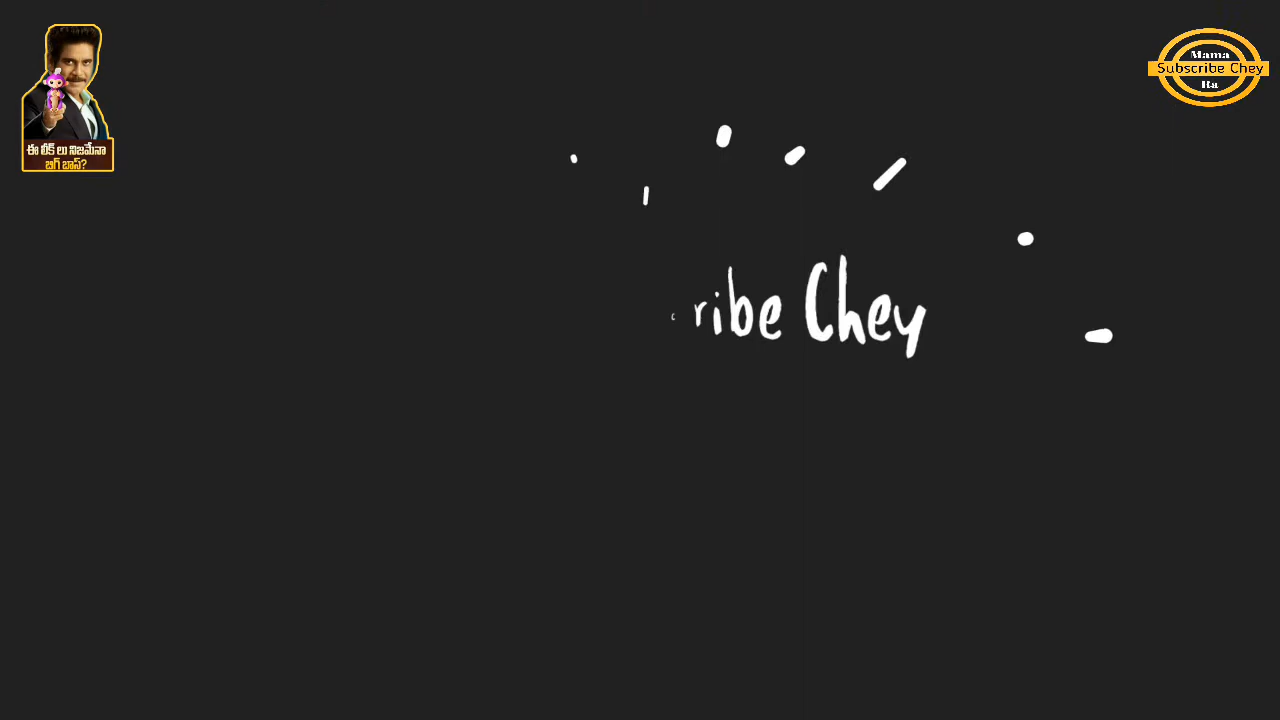 ఈ లీక్ లు నిజమేనా
బిగ్ బాస్?
Mama
Subscribe Chey
Ra
ribe Chey